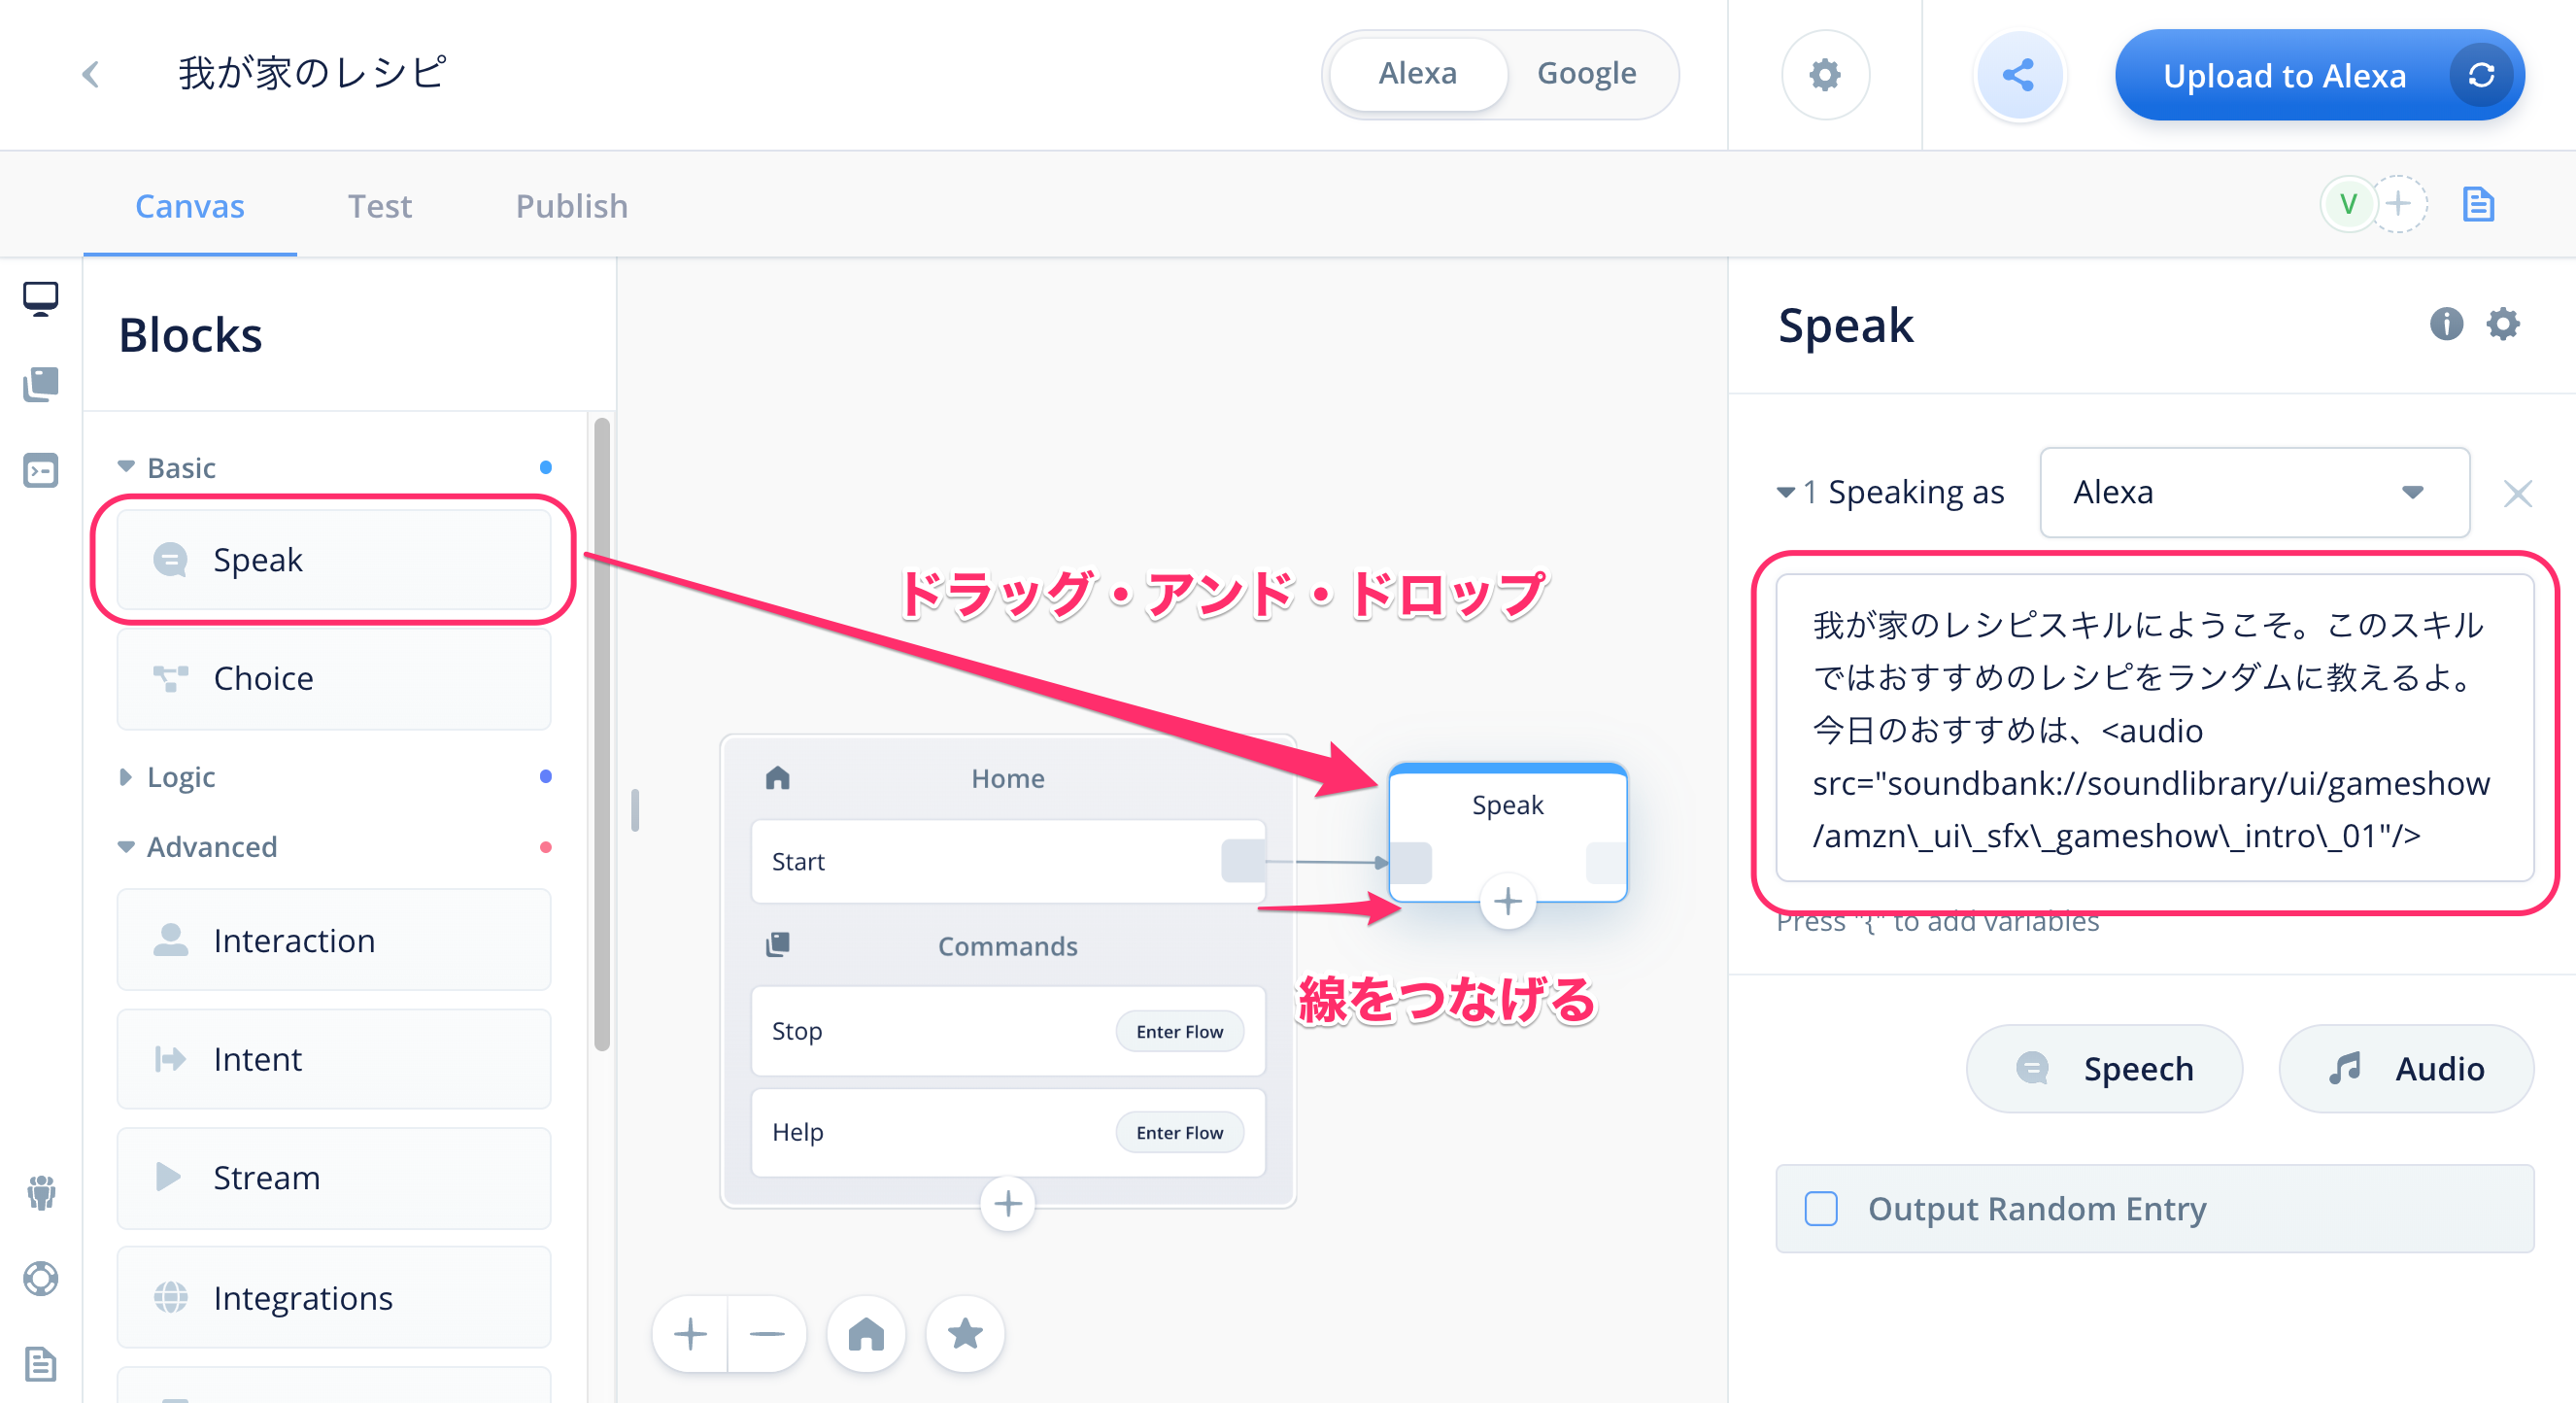 我が家のレシピ
Alexa
Google
Upload to Alexa
Canvas
Test
Publish
V
Blocks
Basic
Speak
Choice
Logic
Advanced
Interaction
Intent
Stream
Integrations
ドラッグ・アンド・ドロップ
Home
Start
Commands
Stop
Enter Flow
Help
Enter Flow
Speak
線をつなげる
Speak
1 Speaking as
Alexa
我が家のレシピスキルにようこそ。このスキル
ではおすすめのレシピをランダムに教えるよ。
今日のおすすめは、<audio
src="soundbank://soundlibrary/ui/gameshow
/amzn\_ui\_sfx\_gameshow\_intro\_01"/>
Press "{" to add variables
Speech
Audio
Output Random Entry